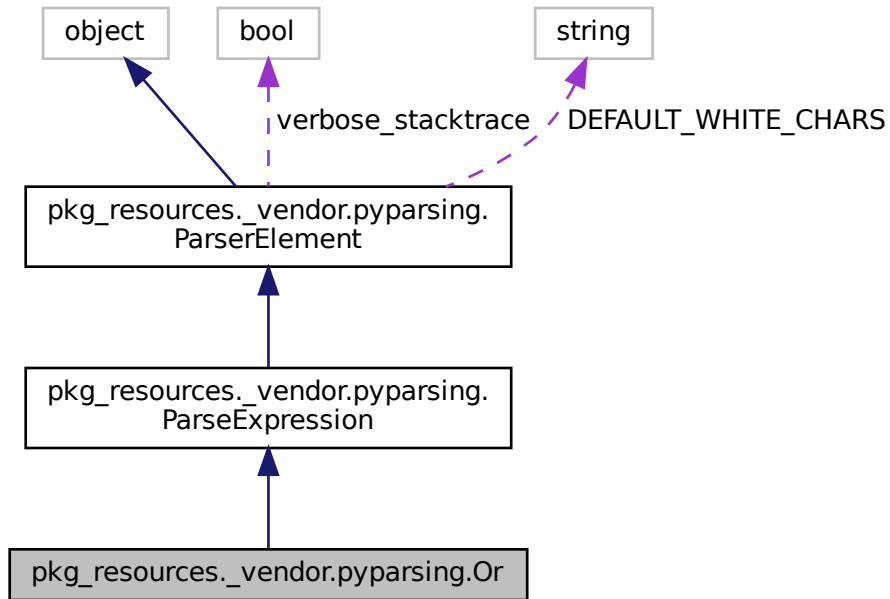 object
bool
string
verbose_stacktrace
DEFAULT_WHITE_CHARS
pkg_resources._vendor.pyparsing.
ParserElement
pkg_resources._vendor.pyparsing.
ParseExpression
pkg_resources._vendor.pyparsing.Or